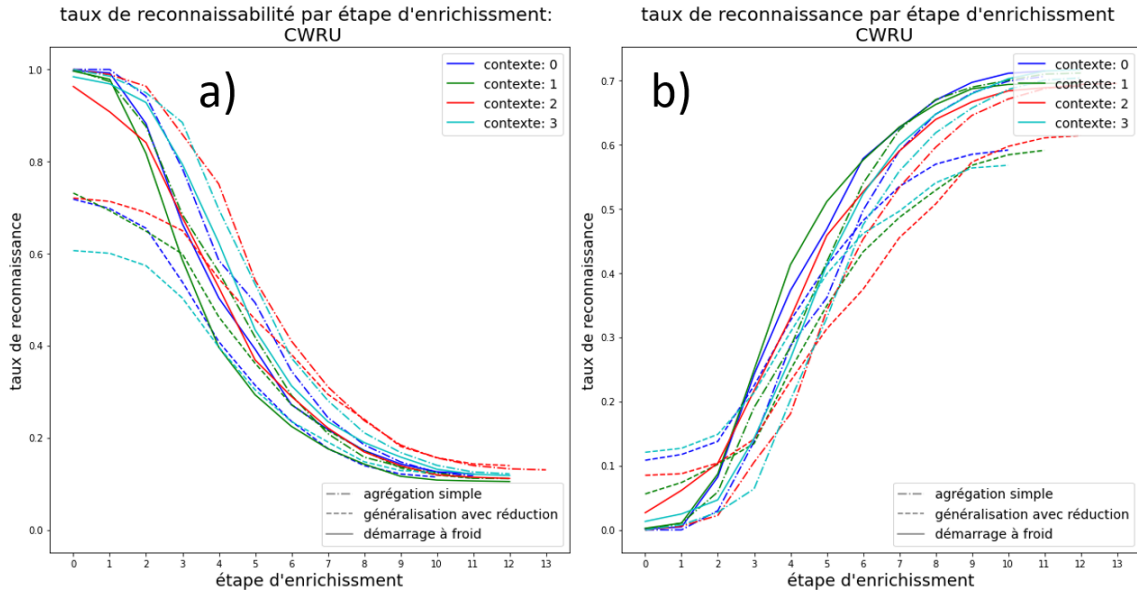 taux de reconnaissabilité par étape d'enrichissment:
CWRU
a)
contexte: 0
contexte: 1
contexte: 2
contexte: 3
taux de reconnaissance
1.0
0.8
0.6
0.4
0.2
0.0
agrégation simple
généralisation avec réduction
démarrage à froid
0 1 2 3 4 5 6 7 8 9 10 11 12 13
étape d'enrichissment
taux de reconnaissance par étape d'enrichissment
CWRU
b)
contexte: 0
contexte: 1
contexte: 2
contexte: 3
taux de reconnaissance
0.7
0.6
0.5
0.4
0.3
0.2
0.1
0.0
agrégation simple
généralisation avec réduction
démarrage à froid
0 1 2 3 4 5 6 7 8 9 10 11 12 13
étape d'enrichissment